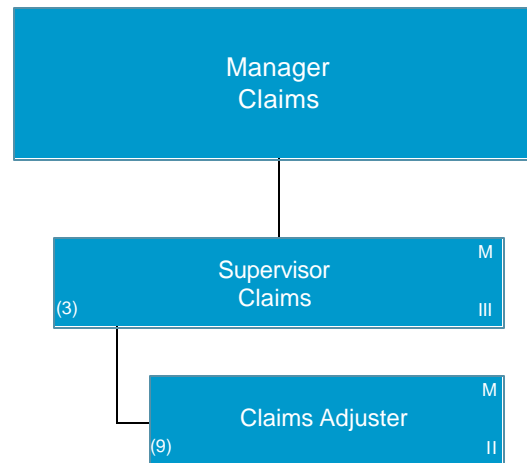 Manager
Claims
M
Supervisor
Claims
(3)
III
M
Claims Adjuster
(9)
II